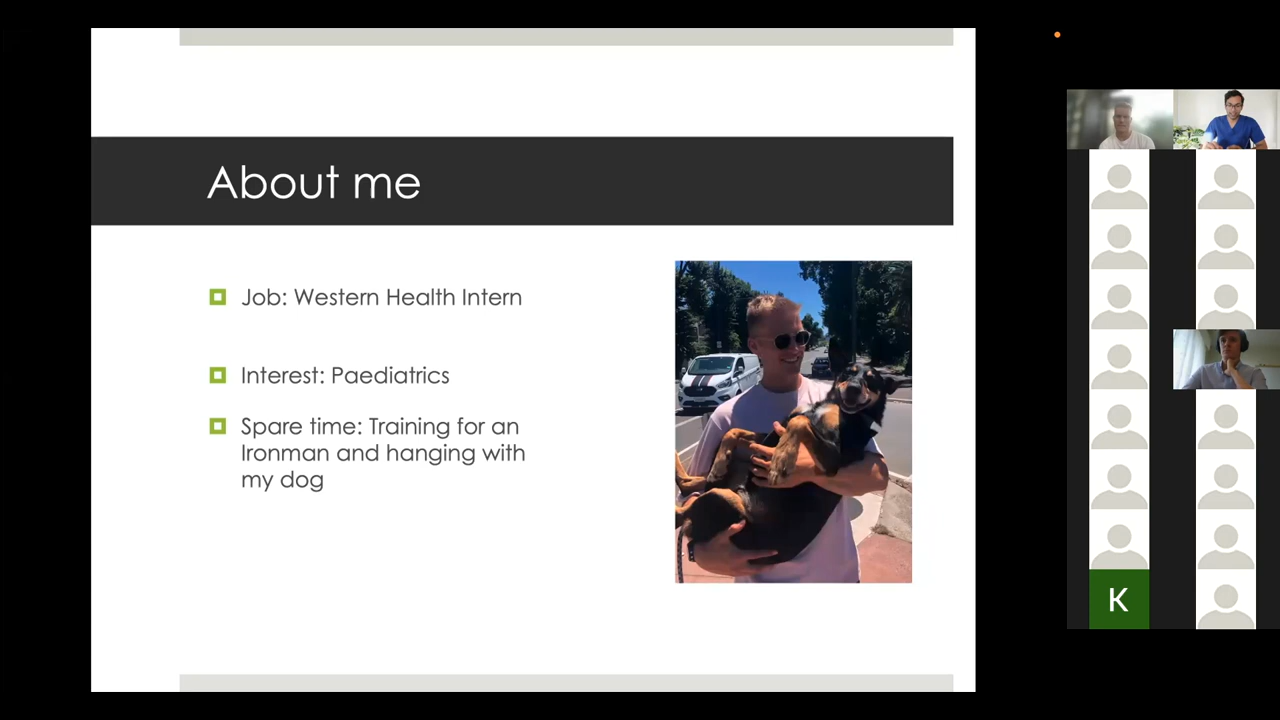 About me
Job: Western Health Intern
Interest: Paediatrics
Spare time: Training for an
Ironman and hanging with
my dog
K